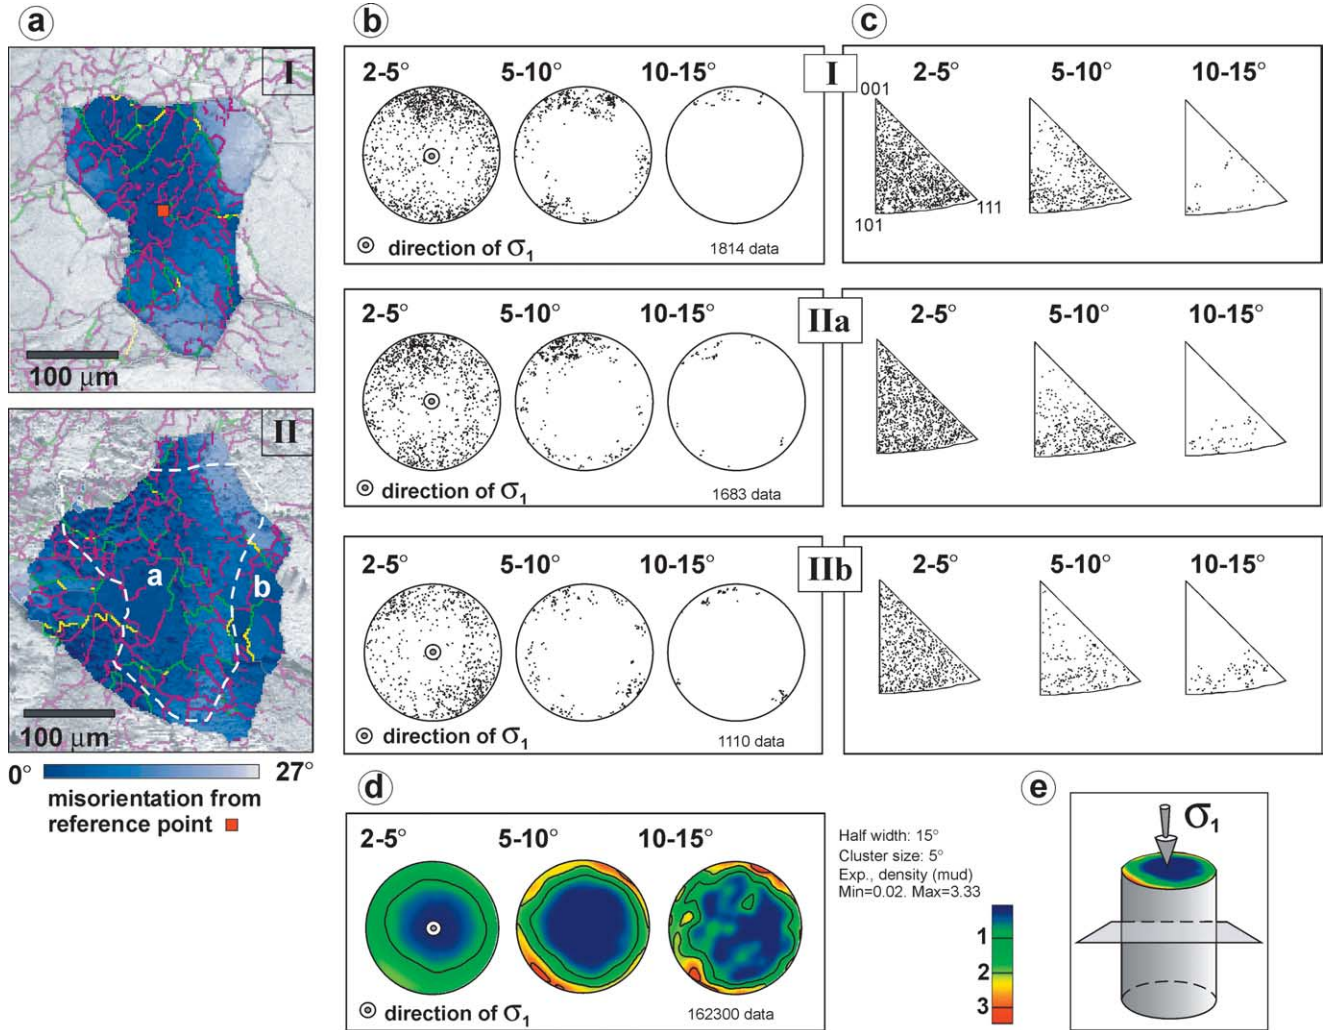 a
I
100 μm
II
a
b
100 μm
0° 27°
misorientation from
reference point
b
2-5° 5-10° 10-15°
direction of σ1
1814 data
I
2-5° 5-10° 10-15°
direction of σ1
1683 data
IIa
2-5° 5-10° 10-15°
direction of σ1
1110 data
IIb
c
2-5° 5-10° 10-15°
001
101
111
2-5° 5-10° 10-15°
2-5° 5-10° 10-15°
d
2-5° 5-10° 10-15°
direction of σ1
162300 data
Half width: 15°
Cluster size: 5°
Exp., density (mud)
Min=0.02. Max=3.33
1
2
3
e
σ1